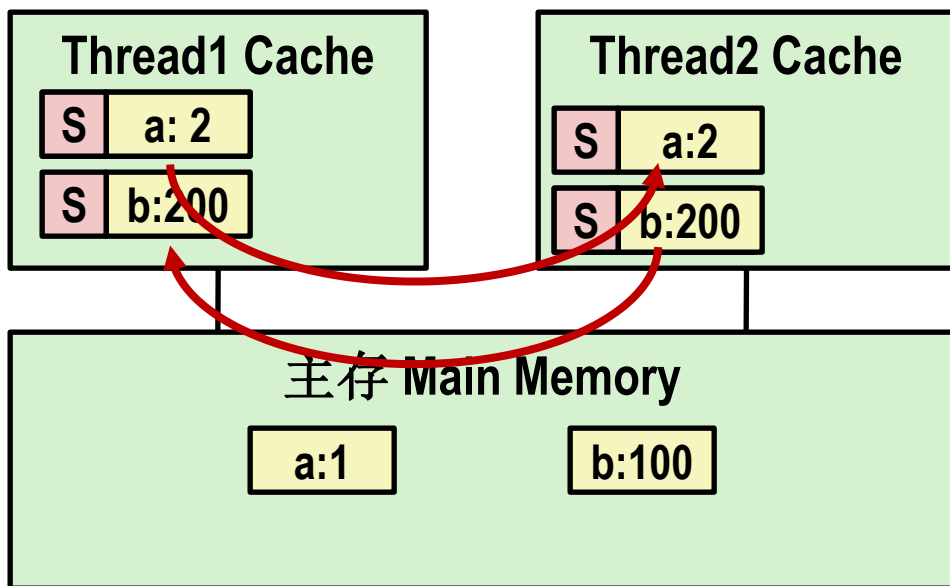 Thread1 Cache
S a: 2
S b:200
Thread2 Cache
S a:2
S b:200
主存 Main Memory
a:1
b:100